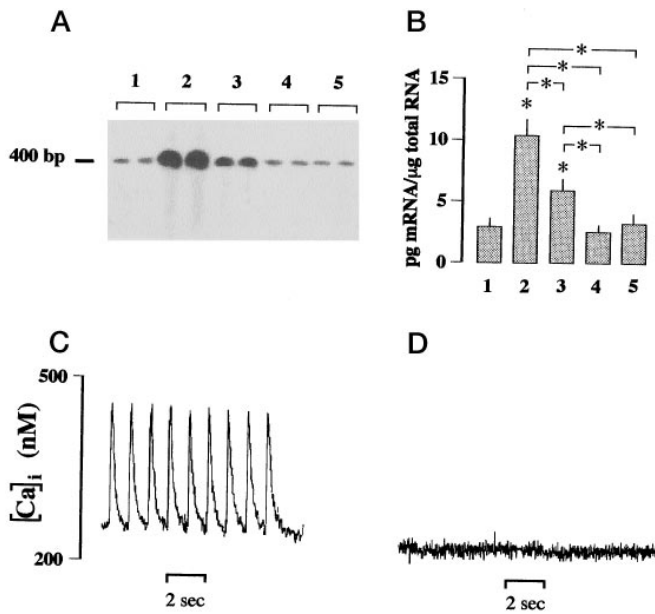 A
1 2 3 4 5
400 bp
B
pg mRNA/μg total RNA
15
10
5
0
* * * * * * *
1 2 3 4 5
C
[Ca]i (nM)
500
200
2 sec
D
2 sec